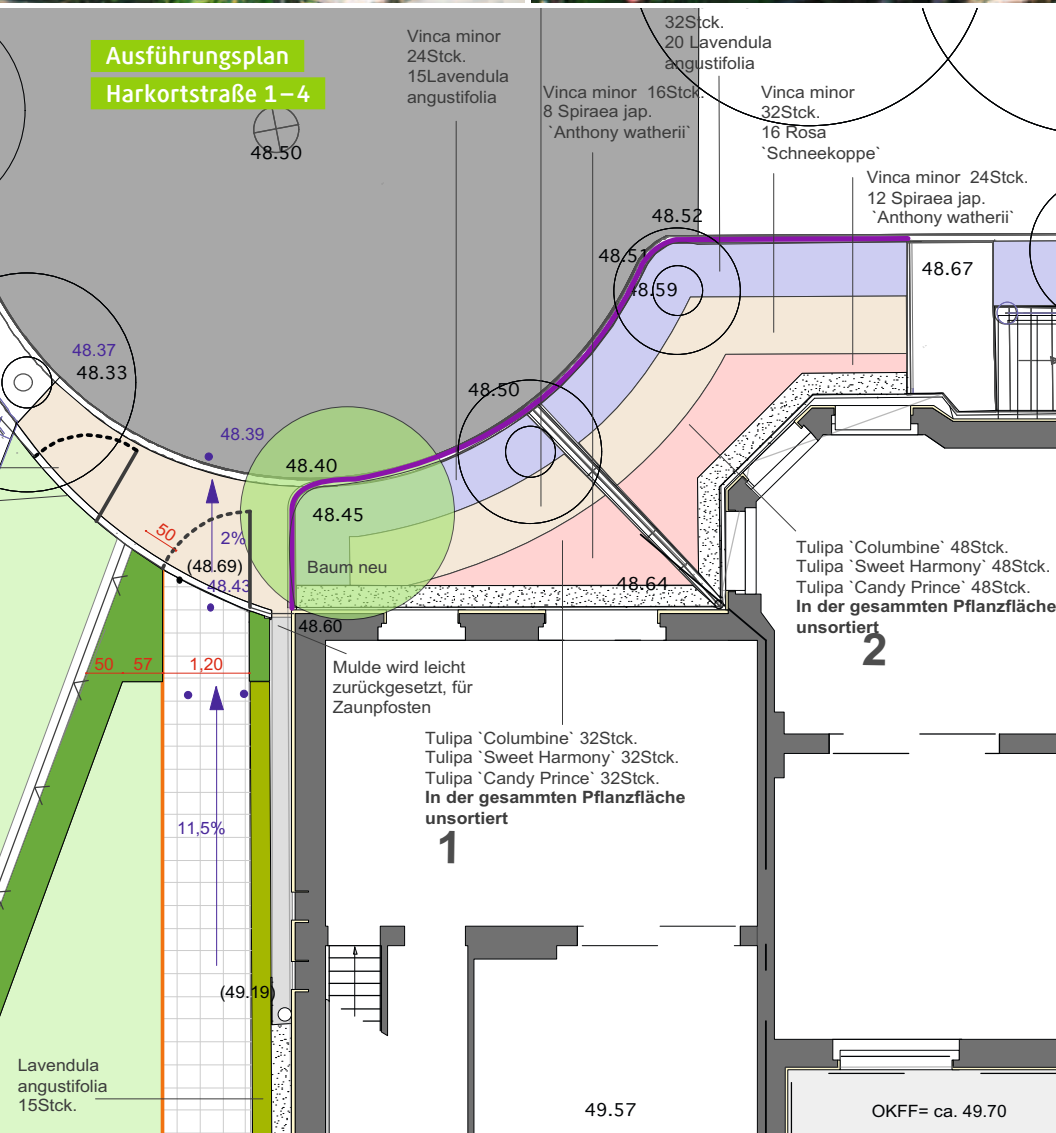 Ausführungsplan
Harkortstraße 1–4
Vinca minor
24Stck.
15Lavendula
angustifolia
32Stck.
20 Lavendula
angustifolia
Vinca minor 16Stck.
8 Spiraea jap.
`Anthony watherii`
Vinca minor
32Stck.
16 Rosa
`Schneekoppe`
Vinca minor 24Stck.
12 Spiraea jap.
`Anthony watherii`
48.50
48.52
48.51
48.59
48.67
48.37
48.33
48.50
48.39
48.40
48.45
50
2%
(48.69)
48.43
Baum neu
48.64
48.60
Tulipa `Columbine` 48Stck.
Tulipa `Sweet Harmony` 48Stck.
Tulipa `Candy Prince` 48Stck.
In der gesammten Pflanzfläche
unsortiert
2
50 57 1,20
Mulde wird leicht
zurückgesetzt, für
Zaunpfosten
Tulipa `Columbine` 32Stck.
Tulipa `Sweet Harmony` 32Stck.
Tulipa `Candy Prince` 32Stck.
In der gesammten Pflanzfläche
unsortiert
1
11,5%
(49.19)
Lavendula
angustifolia
15Stck.
49.57
OKFF= ca. 49.70